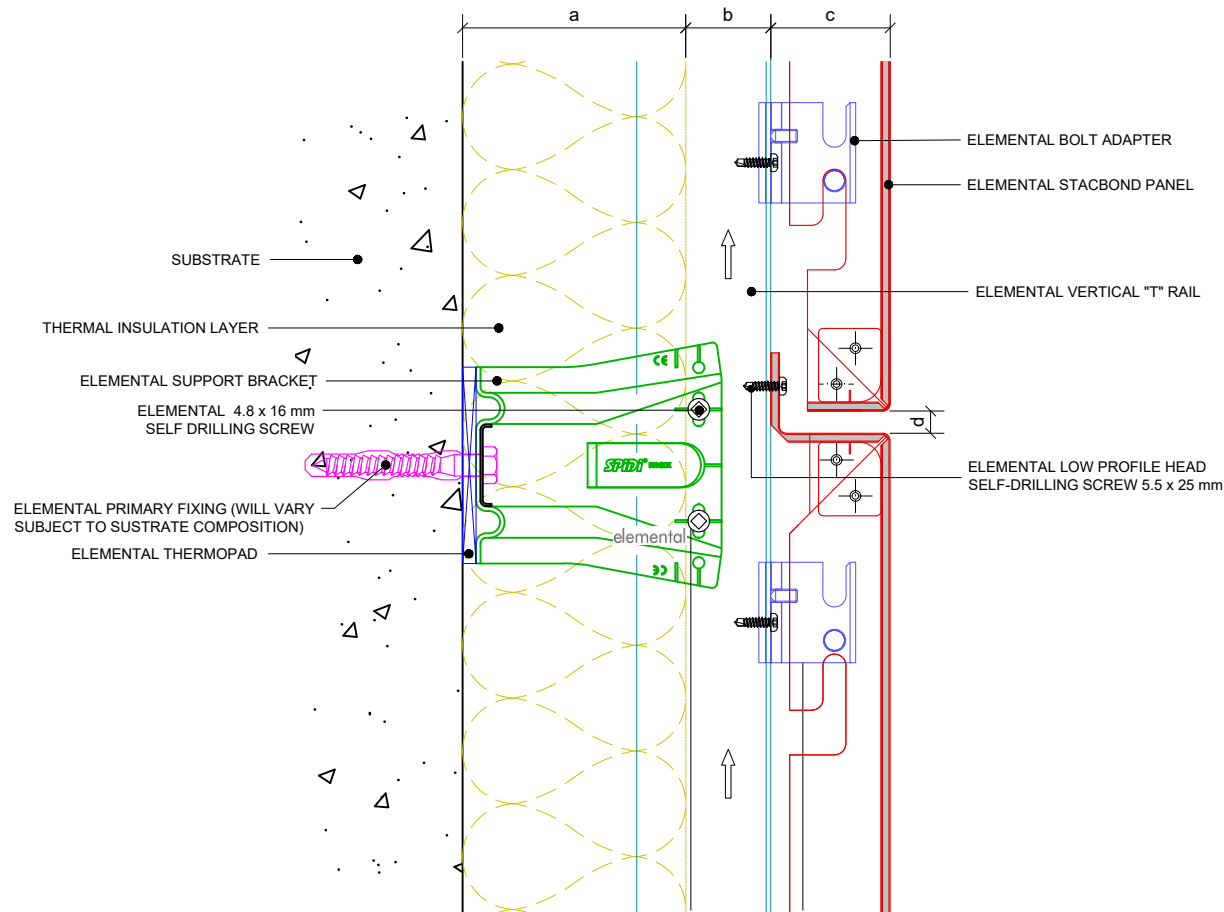 a
b
c
ELEMENTAL BOLT ADAPTER
ELEMENTAL STACBOND PANEL
SUBSTRATE
ELEMENTAL VERTICAL "T" RAIL
THERMAL INSULATION LAYER
CE
ELEMENTAL SUPPORT BRACKET
ELEMENTAL 4.8 x 16 mm
SELF DRILLING SCREW
d
SPIDI max
ELEMENTAL LOW PROFILE HEAD
SELF-DRILLING SCREW 5.5 x 25 mm
ELEMENTAL PRIMARY FIXING (WILL VARY
SUBJECT TO SUSTRATE COMPOSITION)
elemental
ELEMENTAL THERMOPAD
CE